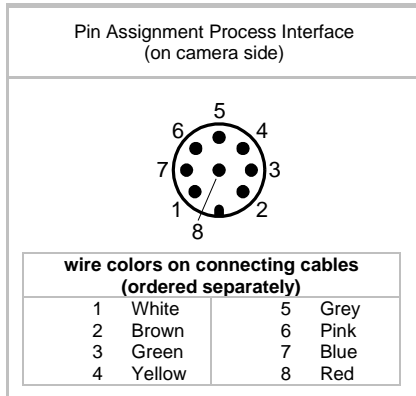 Pin Assignment Process Interface
(on camera side)
5
6 4
7 3
1 2
8
wire colors on connecting cables
(ordered separately)
1 White 5 Grey
2 Brown 6 Pink
3 Green 7 Blue
4 Yellow 8 Red